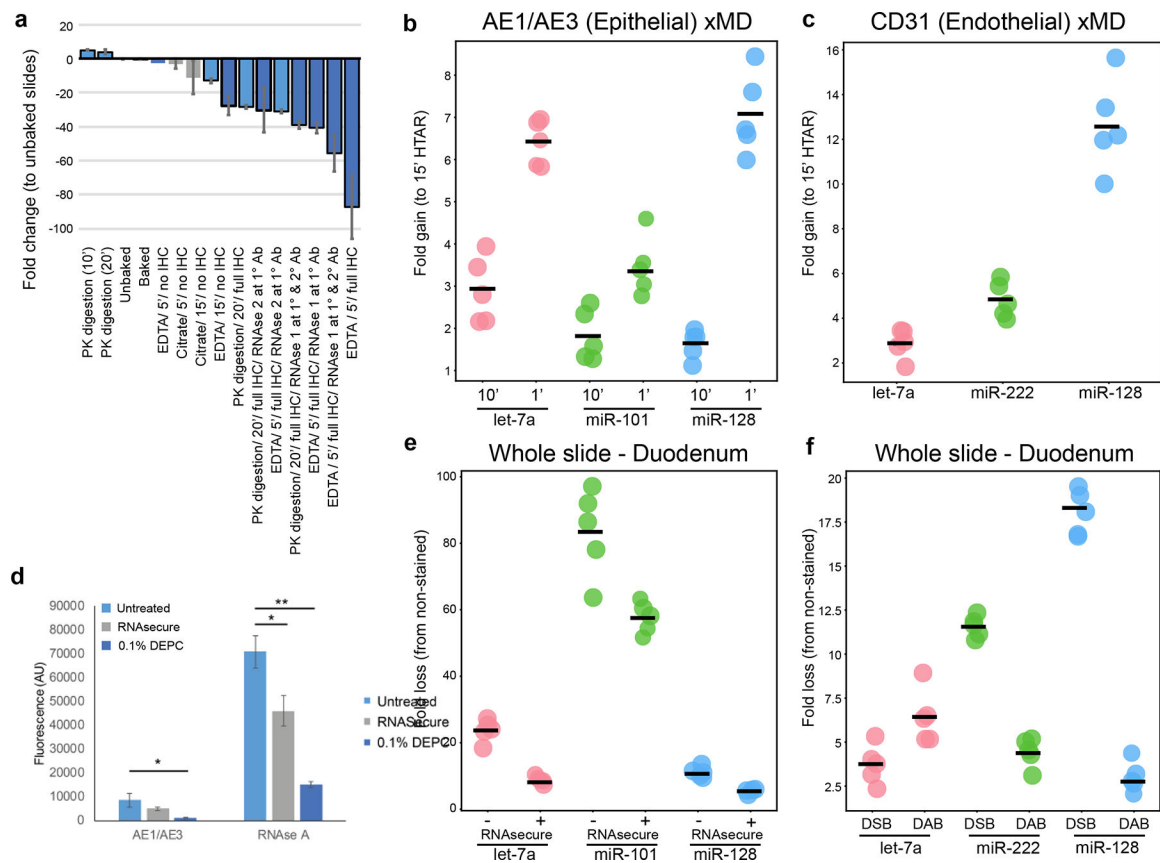 a
20
0
-20
-40
-60
-80
-100
Fold change (to unbaked slides)
PK digestion (10’)
PK digestion (20’)
Unbaked
Baked
EDTA/ 5’/ no IHC
Citrate/ 5’/ no IHC
Citrate/ 15’/ no IHC
EDTA/ 15’/ no IHC
PK digestion/ 20’/ full IHC
PK digestion/ 20’/ full IHC/ RNAse 2 at 1° Ab
EDTA/ 5’/ full IHC/ RNAse 2 at 1° Ab
PK digestion/ 20’/ full IHC/ RNAse 1 at 1° & 2° Ab
EDTA/ 5’/ full IHC/ RNAse 1 at 1° Ab
EDTA / 5’/ full IHC/ RNAse 1 at 1° & 2° Ab
EDTA/ 5’/ full IHC
b
AE1/AE3 (Epithelial) xMD
Fold gain (to 15’ HTAR)
8
7
6
5
4
3
2
1
10’ 1’ 10’ 1’ 10’ 1’
let-7a miR-101 miR-128
c
CD31 (Endothelial) xMD
Fold gain (to 15’ HTAR)
16
14
12
10
8
6
4
2
let-7a miR-222 miR-128
d
Fluorescence (AU)
90000
80000
70000
60000
50000
40000
30000
20000
10000
0
Untreated
RNAsecure
0.1% DEPC
*
**
*
AE1/AE3 RNAse A
Untreated
RNASecure
0.1% DEPC
e
Whole slide - Duodenum
Fold loss (from non-stained)
100
80
60
40
20
0
- + - + - +
RNAsecure RNAsecure RNAsecure
let-7a miR-101 miR-128
f
Whole slide - Duodenum
Fold loss (from non-stained)
20
17.5
15
12.5
10
7.5
5
2.5
DSB DAB DSB DAB DSB DAB
let-7a miR-222 miR-128